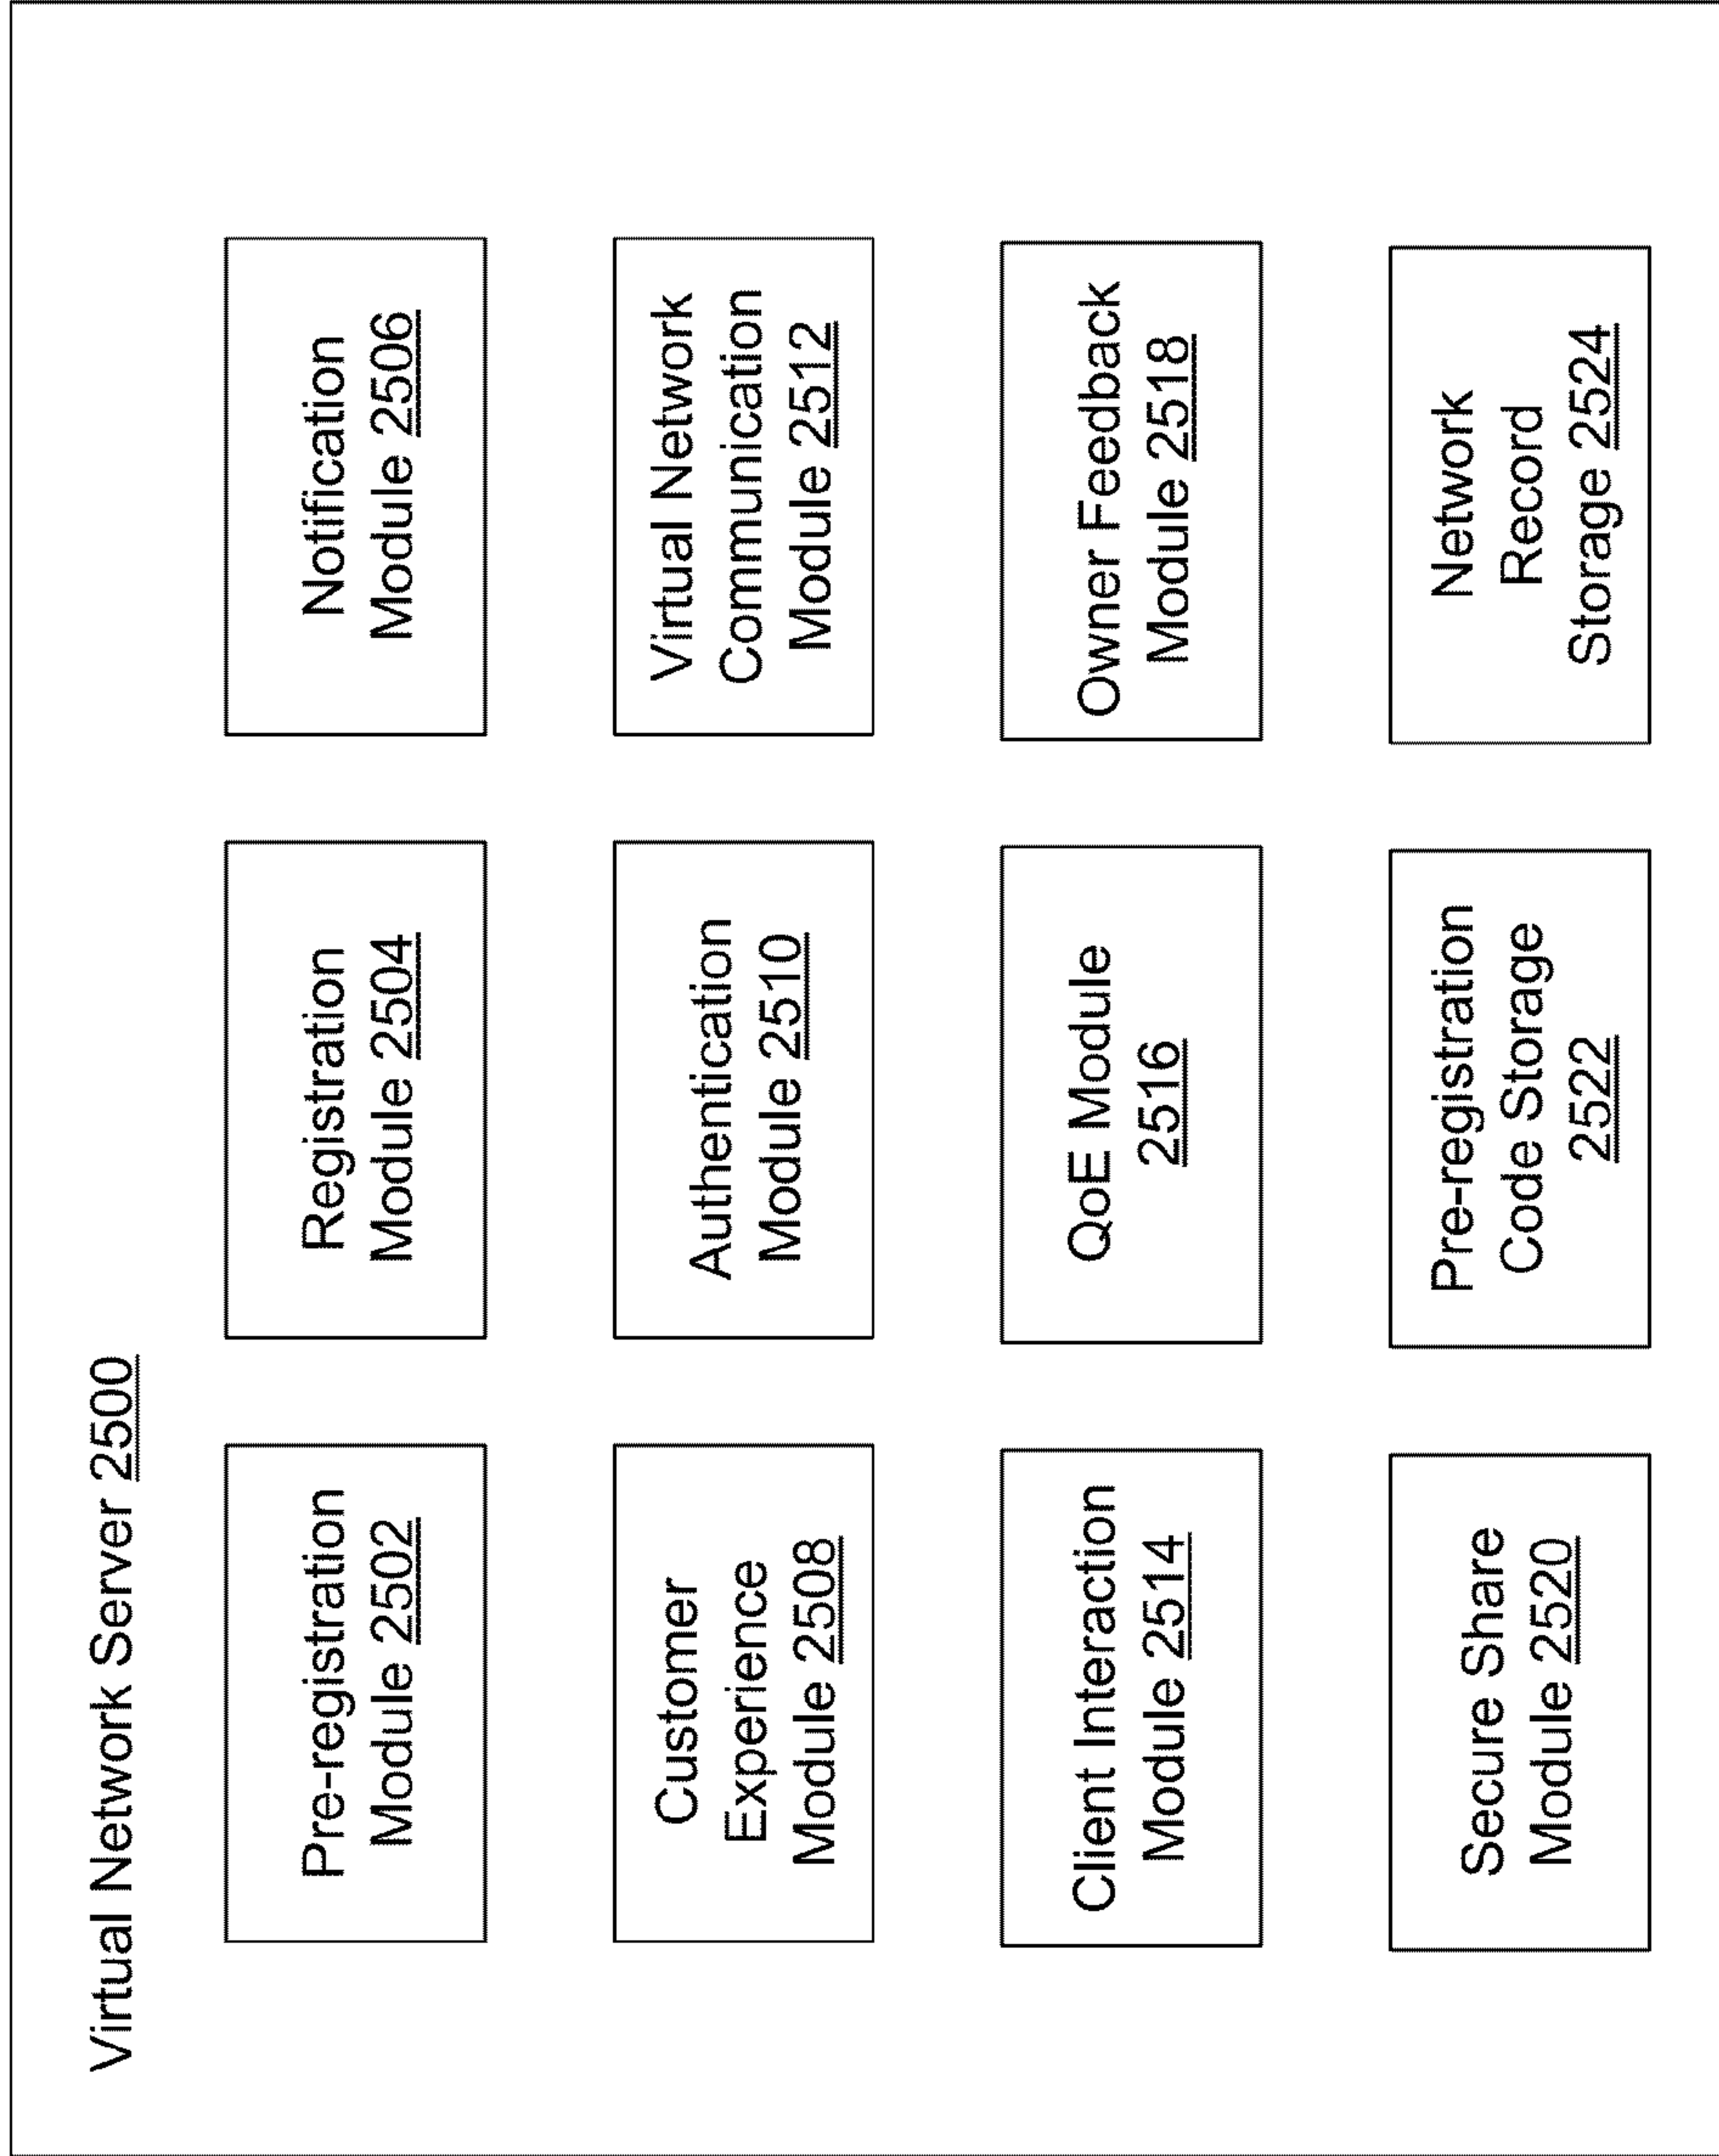 Virtual Network Server 2500
Pre-registration
Module 2502
Registration
Module 2504
Notification
Module 2506
Customer
Experience
Module 2508
Authentication
Module 2510
Virtual Network
Communication
Module 2512
Client Interaction
Module 2514
QoE Module
2516
Owner Feedback
Module 2518
Secure Share
Module 2520
Pre-registration
Code Storage
2522
Network
Record
Storage 2524